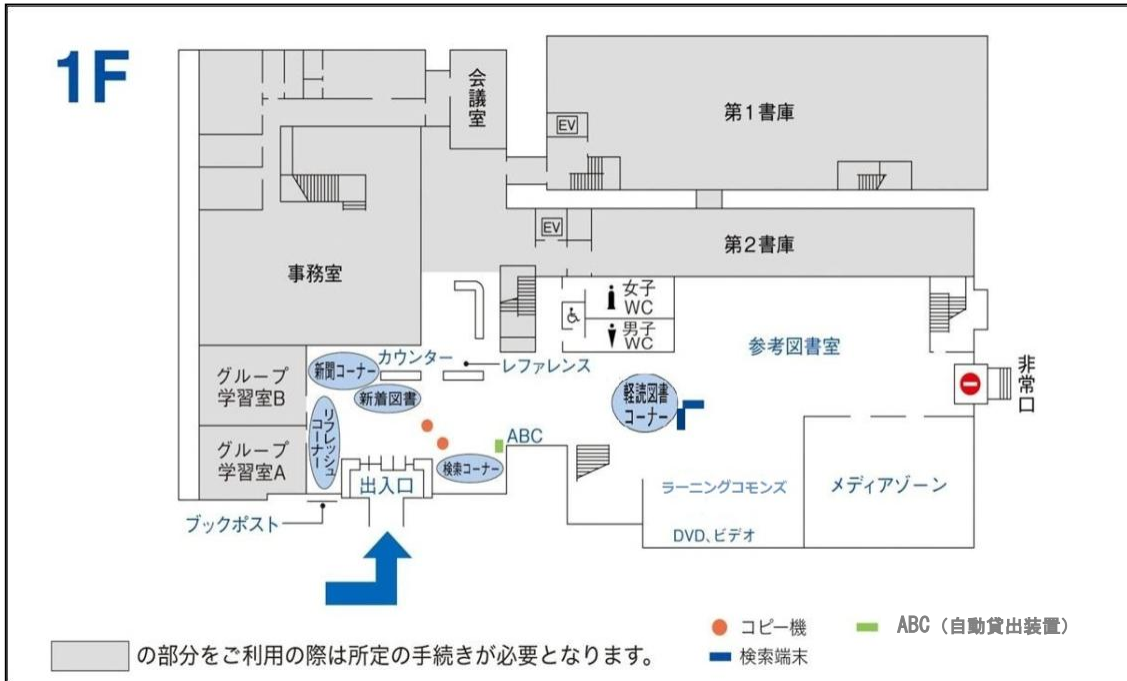 1F
会議室
第1書庫
EV
EV
第2書庫
事務室
女子
WC
男子
WC
参考図書室
非常口
カウンター
レファレンス
新聞コーナー
新着図書
グループ
学習室B
リフレッシュ
コーナー
軽読図書
コーナー
グループ
学習室A
ABC
検索コーナー
出入口
ラーニングコモンズ
メディアゾーン
ブックポスト
DVD、ビデオ
コピー機
ABC（自動貸出装置）
検索端末
の部分をご利用の際は所定の手続きが必要となります。